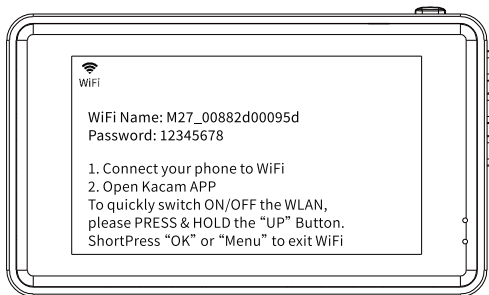 WiFi
WiFi Name: M27_00882d00095d
Password: 12345678
1. Connect your phone to WiFi
2. Open Kacam APP
To quickly switch ON/OFF the WLAN,
please PRESS & HOLD the “UP” Button.
ShortPress “OK” or “Menu” to exit WiFi